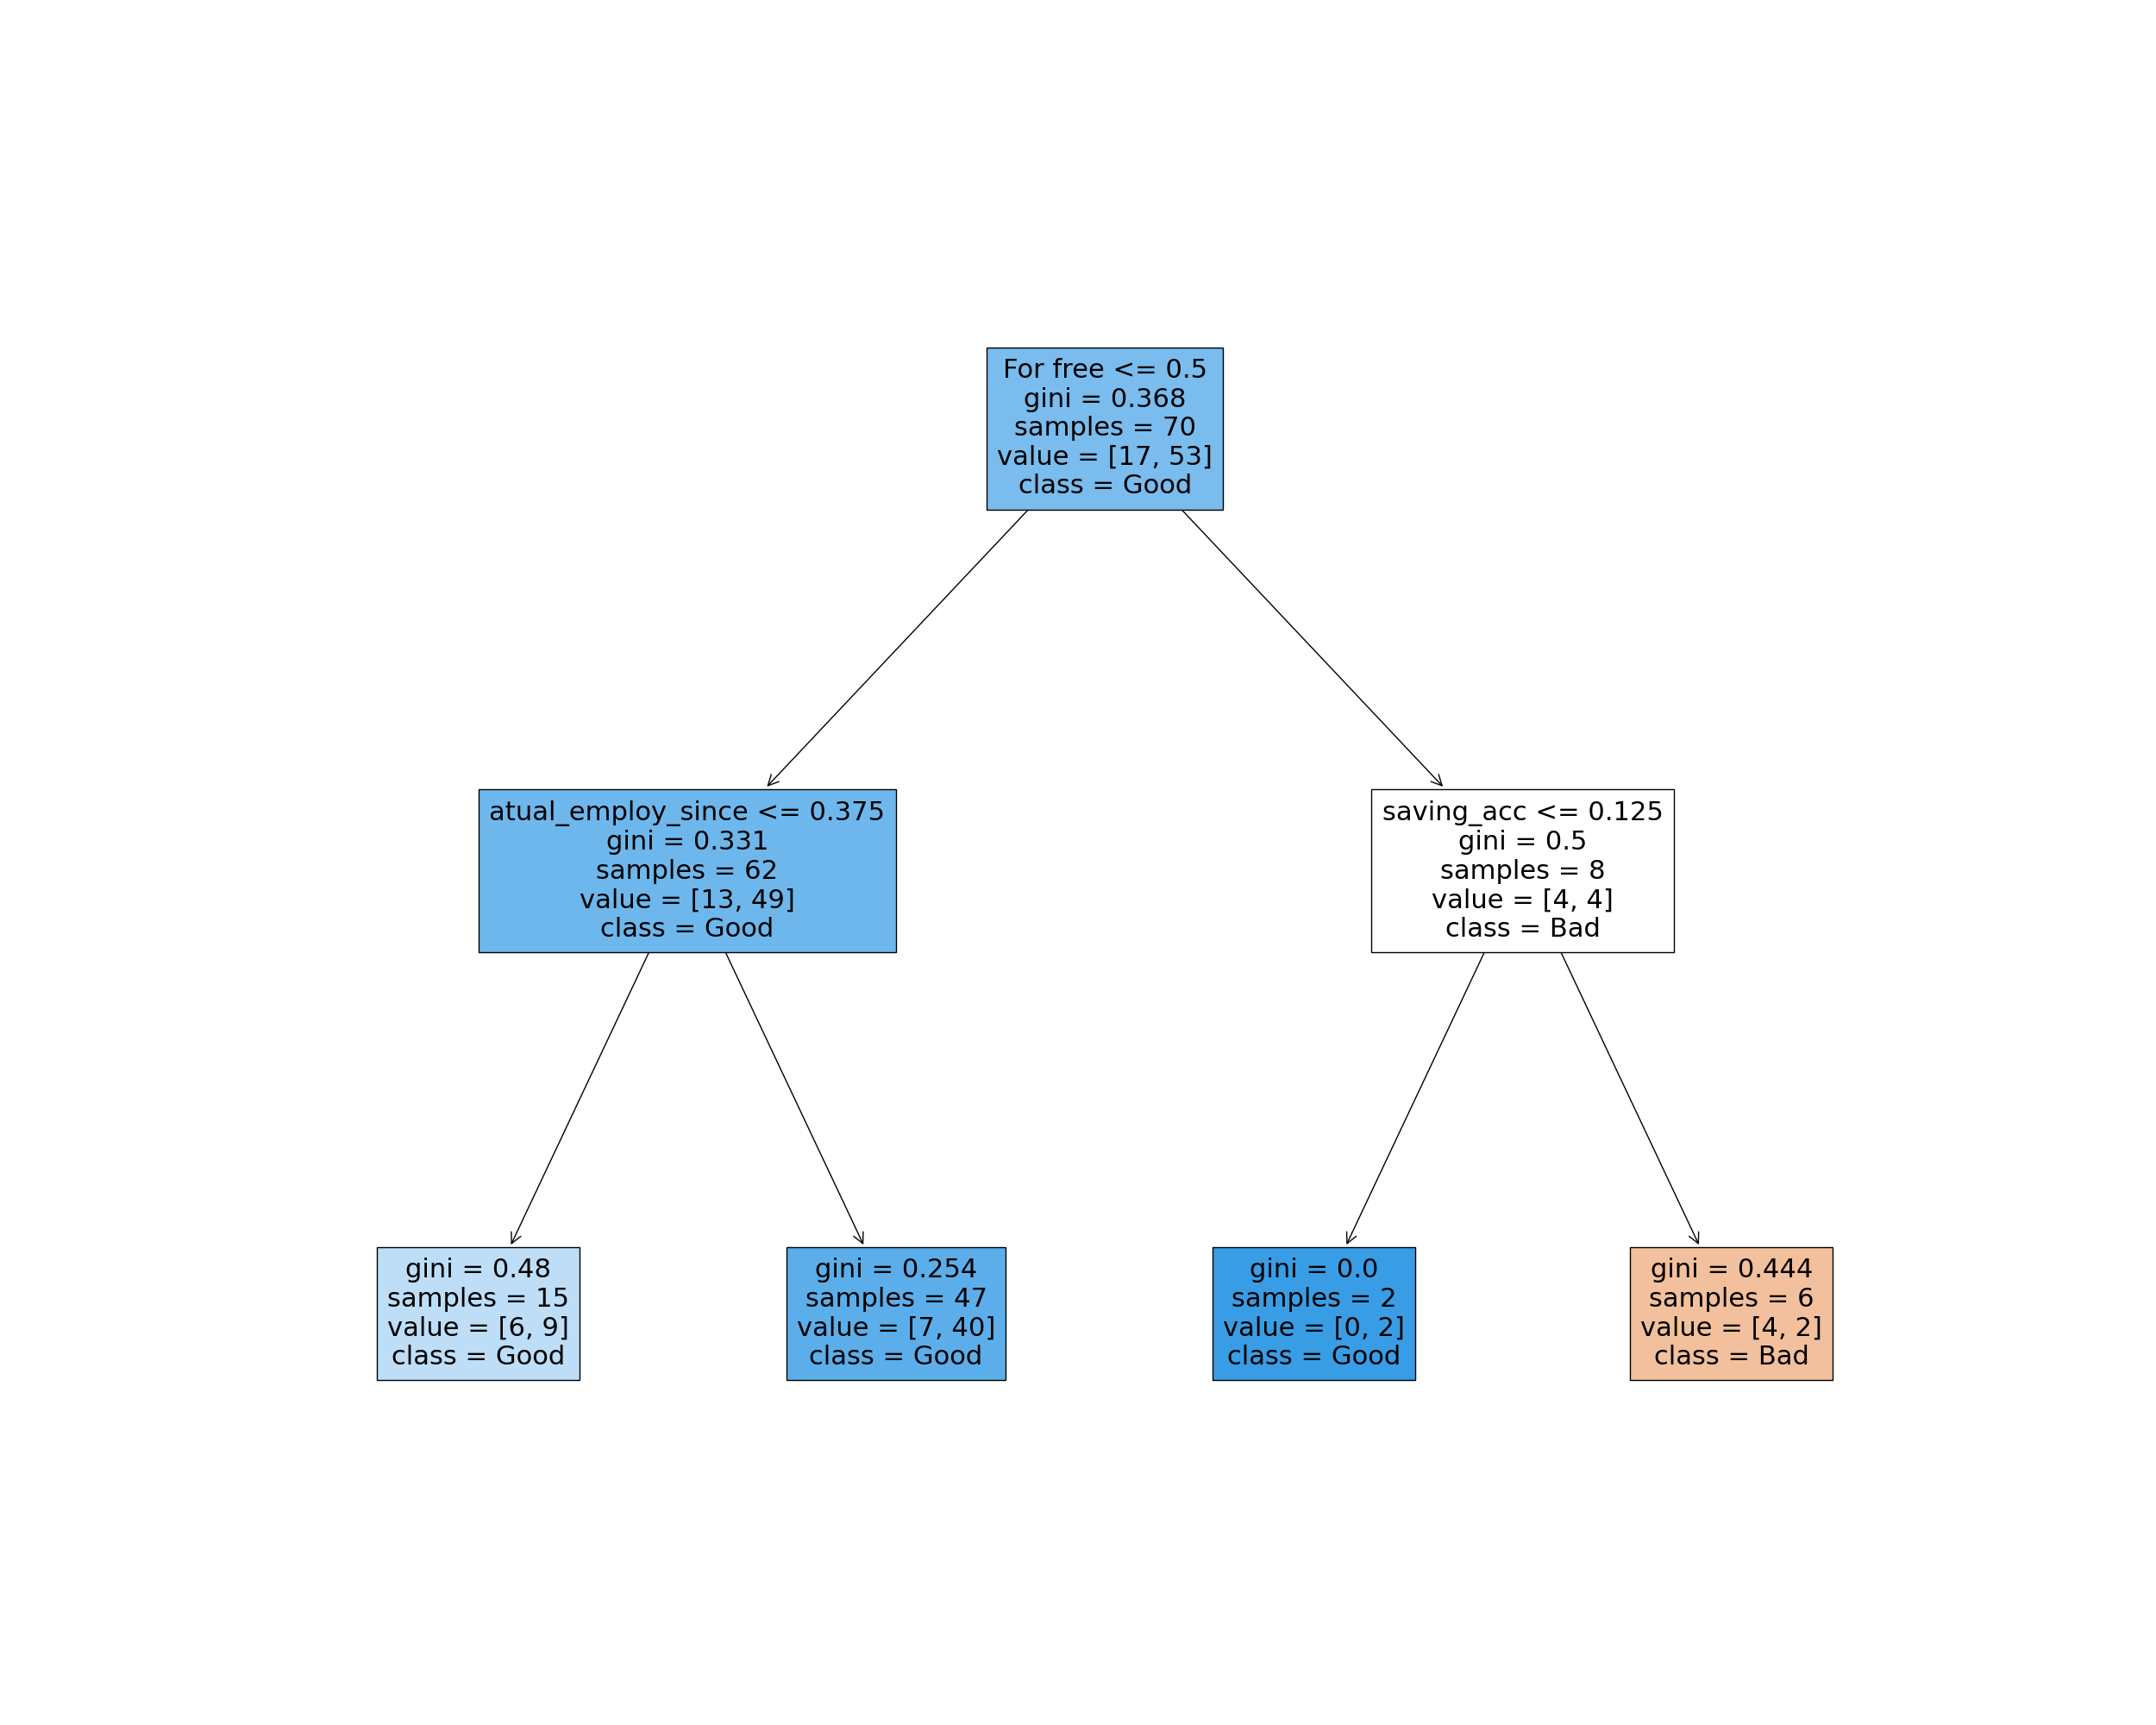 For free <= 0.5
gini = 0.368
samples = 70
value = [17, 53]
class = Good
atual_employ_since <= 0.375
gini = 0.331
samples = 62
value = [13, 49]
class = Good
saving_acc <= 0.125
gini = 0.5
samples = 8
value = [4, 4]
class = Bad
gini = 0.48
samples = 15
value = [6, 9]
class = Good
gini = 0.254
samples = 47
value = [7, 40]
class = Good
gini = 0.0
samples = 2
value = [0, 2]
class = Good
gini = 0.444
samples = 6
value = [4, 2]
class = Bad